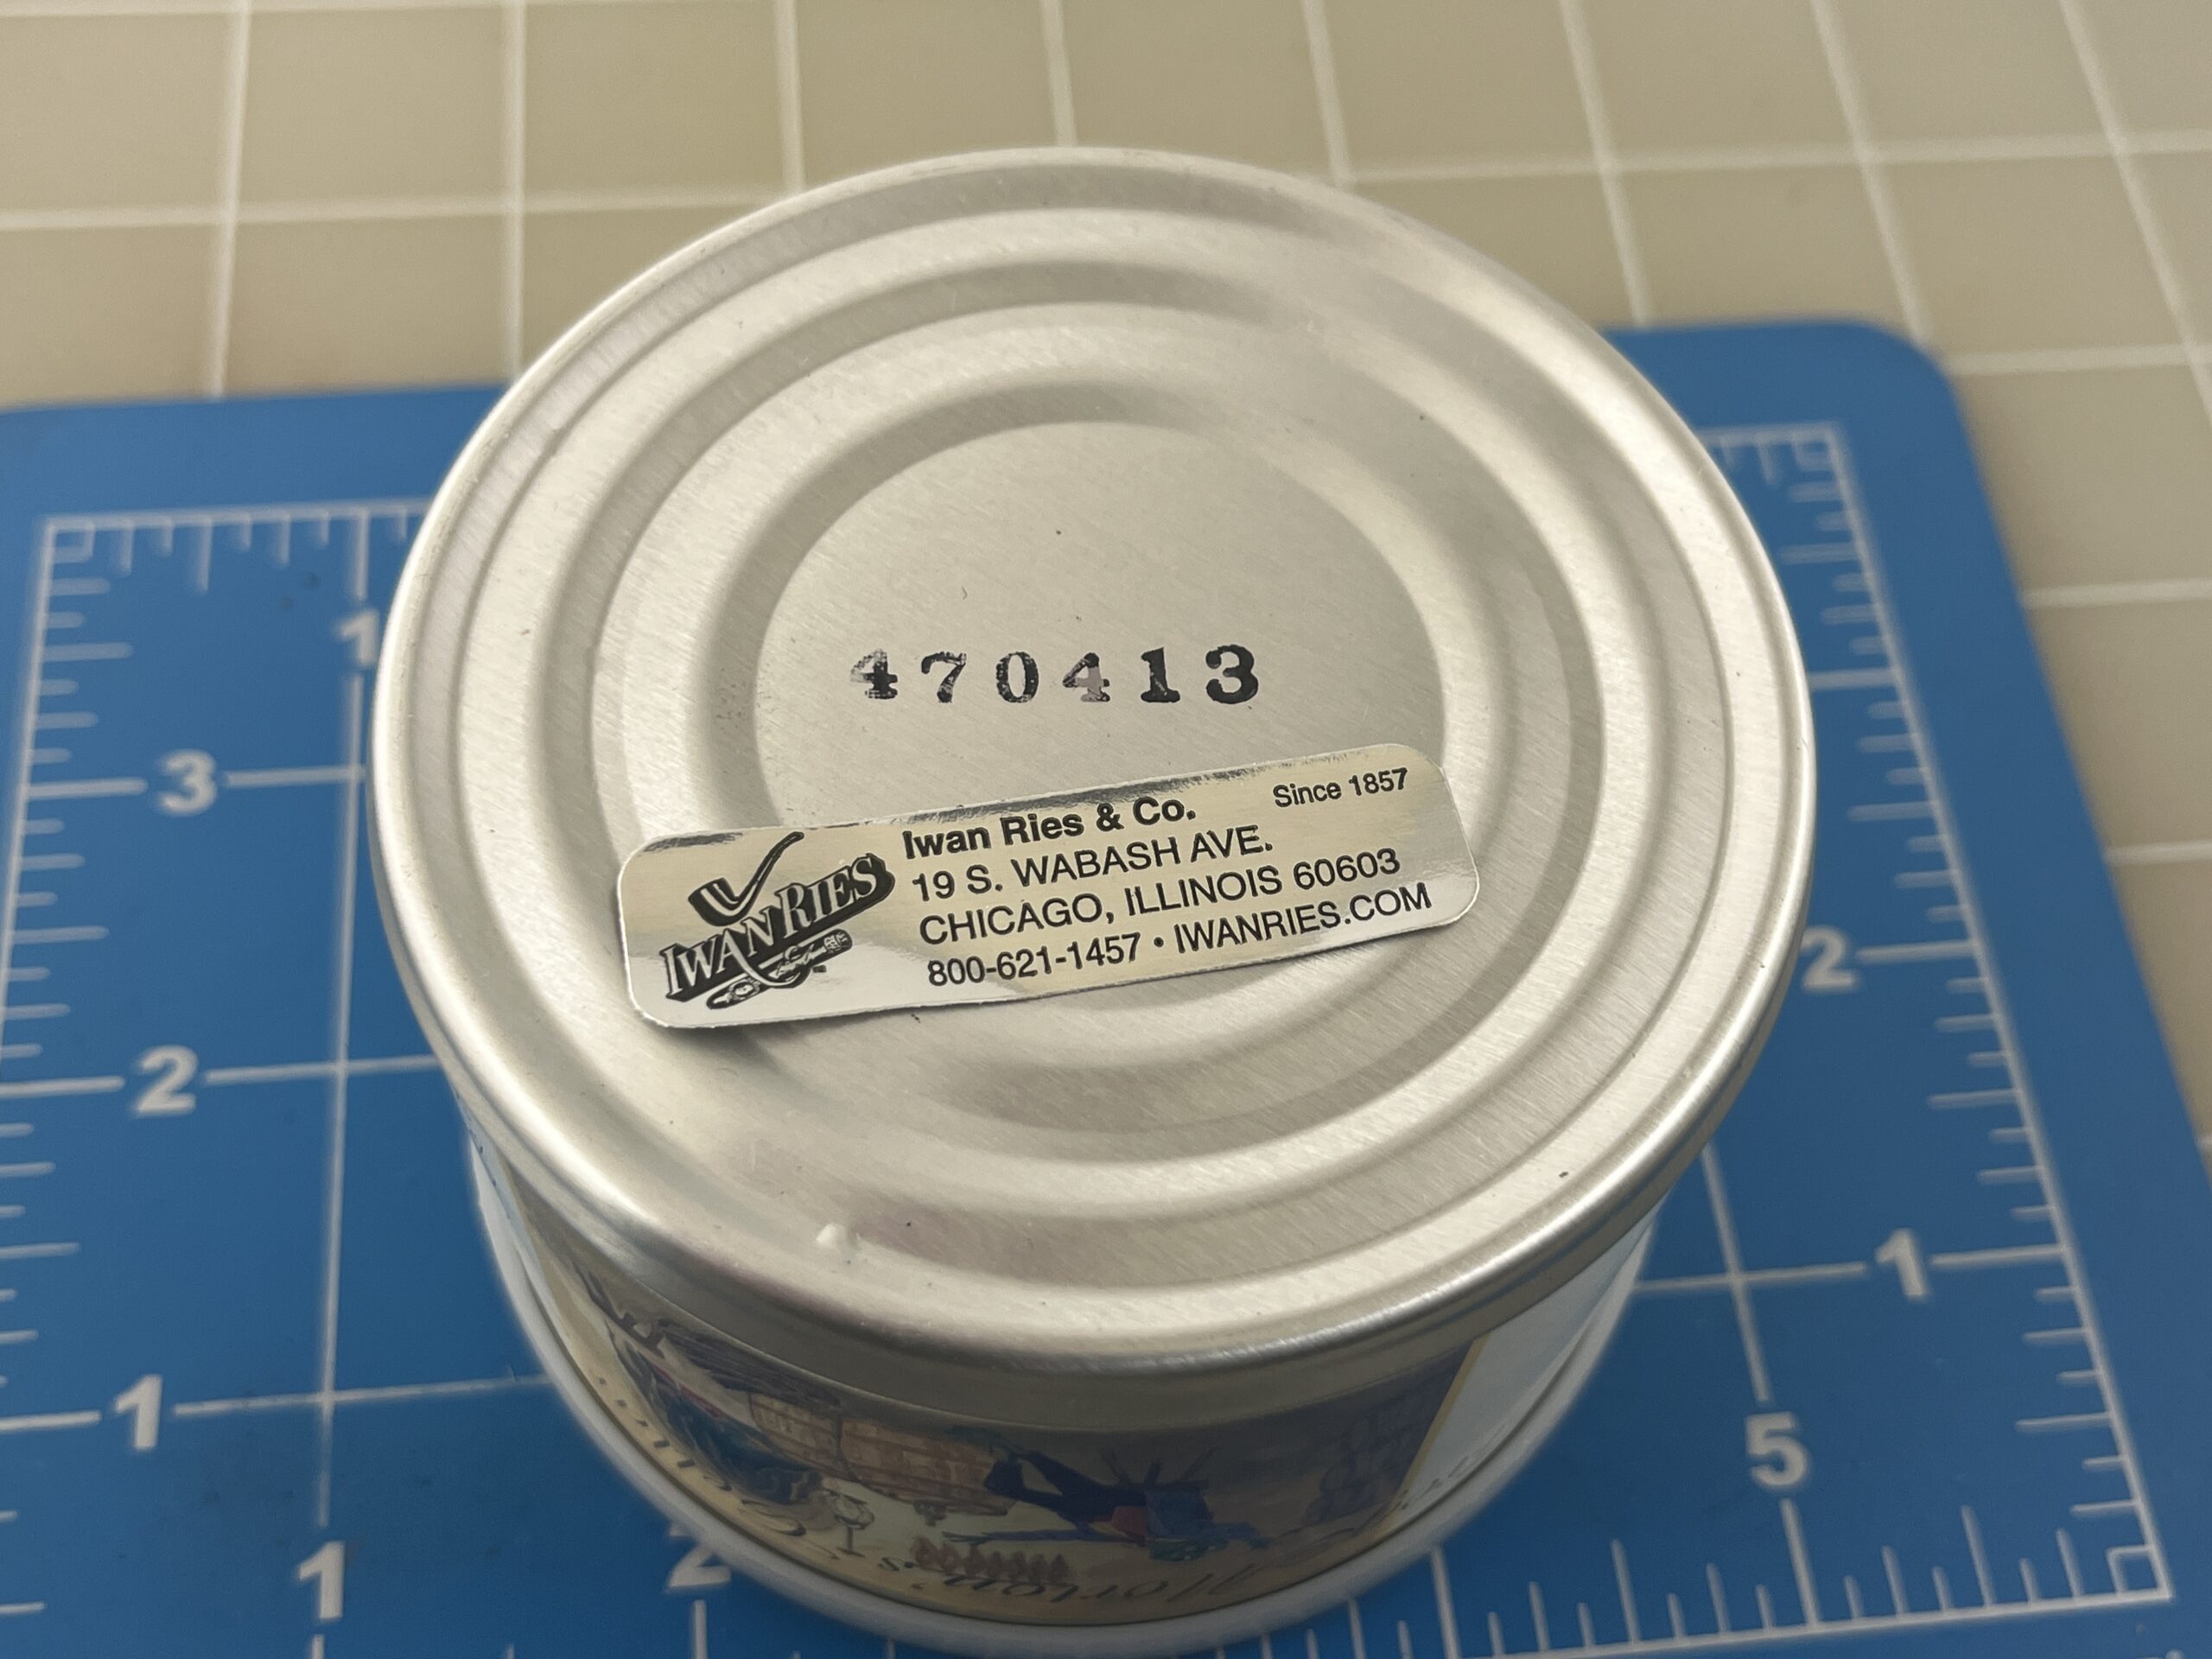 470413
IWAN RIES
Iwan Ries & Co. Since 1857
19 S. WABASH AVE.
CHICAGO, ILLINOIS 60603
800-621-1457 • IWANRIES.COM
1
3
2
1
1
2
2
1
5